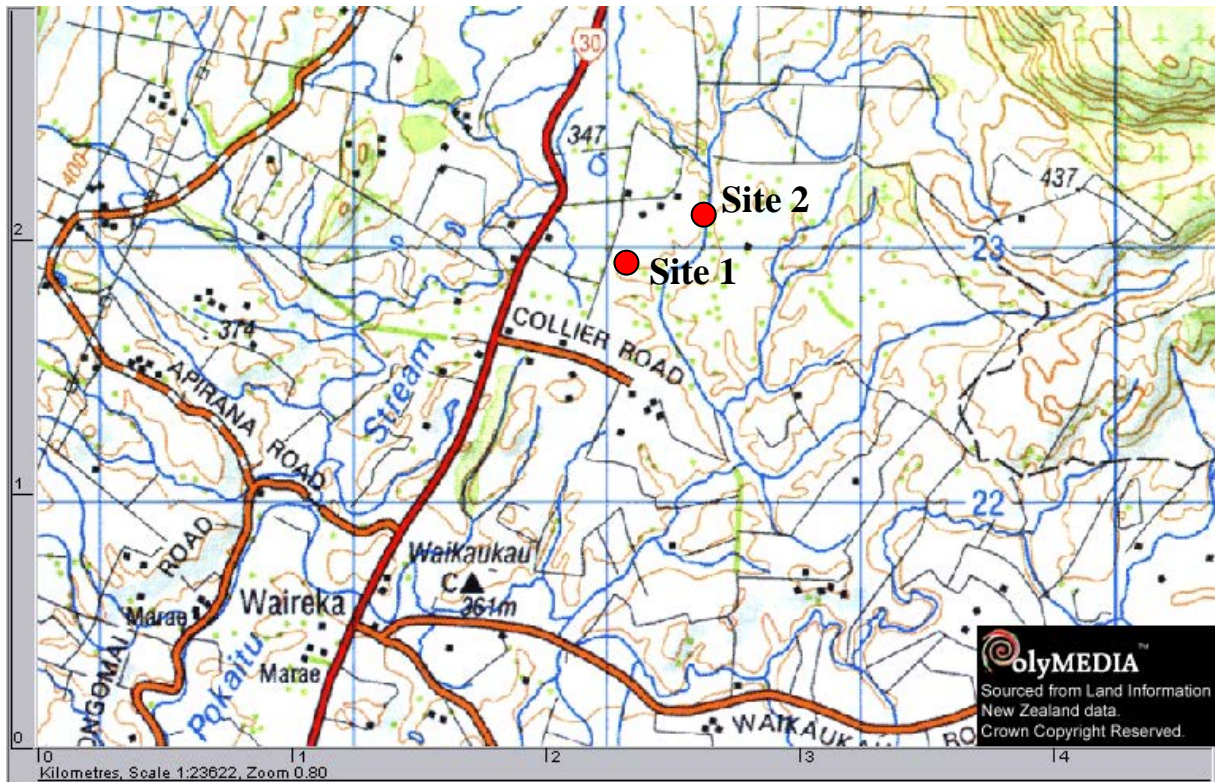 30
347
400
437
Site 2
2
23
Site 1
COLLIER ROAD
374
Stream
APIRANA ROAD
1
22
ROAD
Waikaukau
C
361m
Waireka
Marae
Marae
Pokaitu
olyMEDIA™
Sourced from Land Information
New Zealand data.
Crown Copyright Reserved.
0
0 1 2 3 4
Kilometres, Scale 1:23622, Zoom 0.80